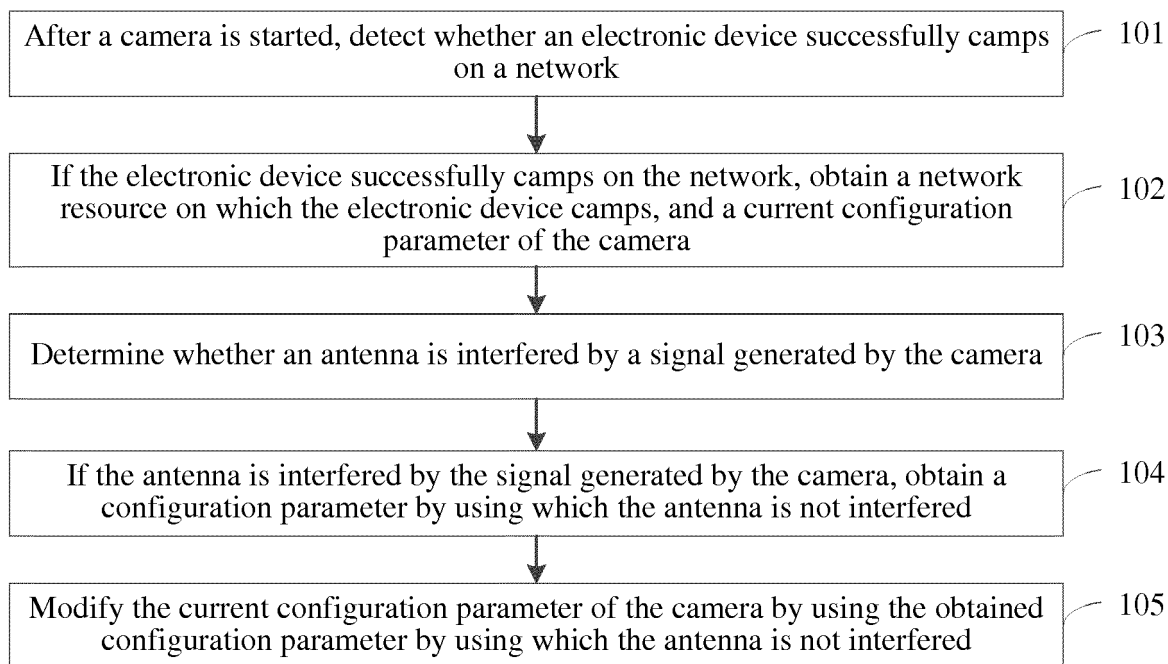 After a camera is started, detect whether an electronic device successfully camps
on a network
101
If the electronic device successfully camps on the network, obtain a network
resource on which the electronic device camps, and a current configuration
parameter of the camera
102
Determine whether an antenna is interfered by a signal generated by the camera
103
If the antenna is interfered by the signal generated by the camera, obtain a
configuration parameter by using which the antenna is not interfered
104
Modify the current configuration parameter of the camera by using the obtained
configuration parameter by using which the antenna is not interfered
105